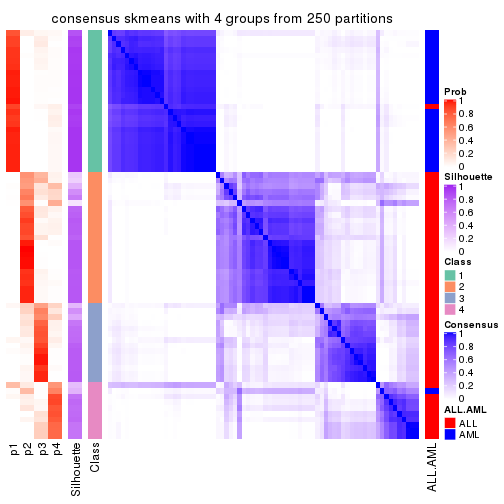 consensus skmeans with 4 groups from 250 partitions
Prob
1
0.8
0.6
0.4
0.2
0
Silhouette
1
0.8
0.6
0.4
0.2
0
Class
1
2
3
4
Consensus
1
0.8
0.6
0.4
0.2
0
ALL.AML
ALL
AML
p1
p2
p3
p4
Silhouette
Class
ALL.AML